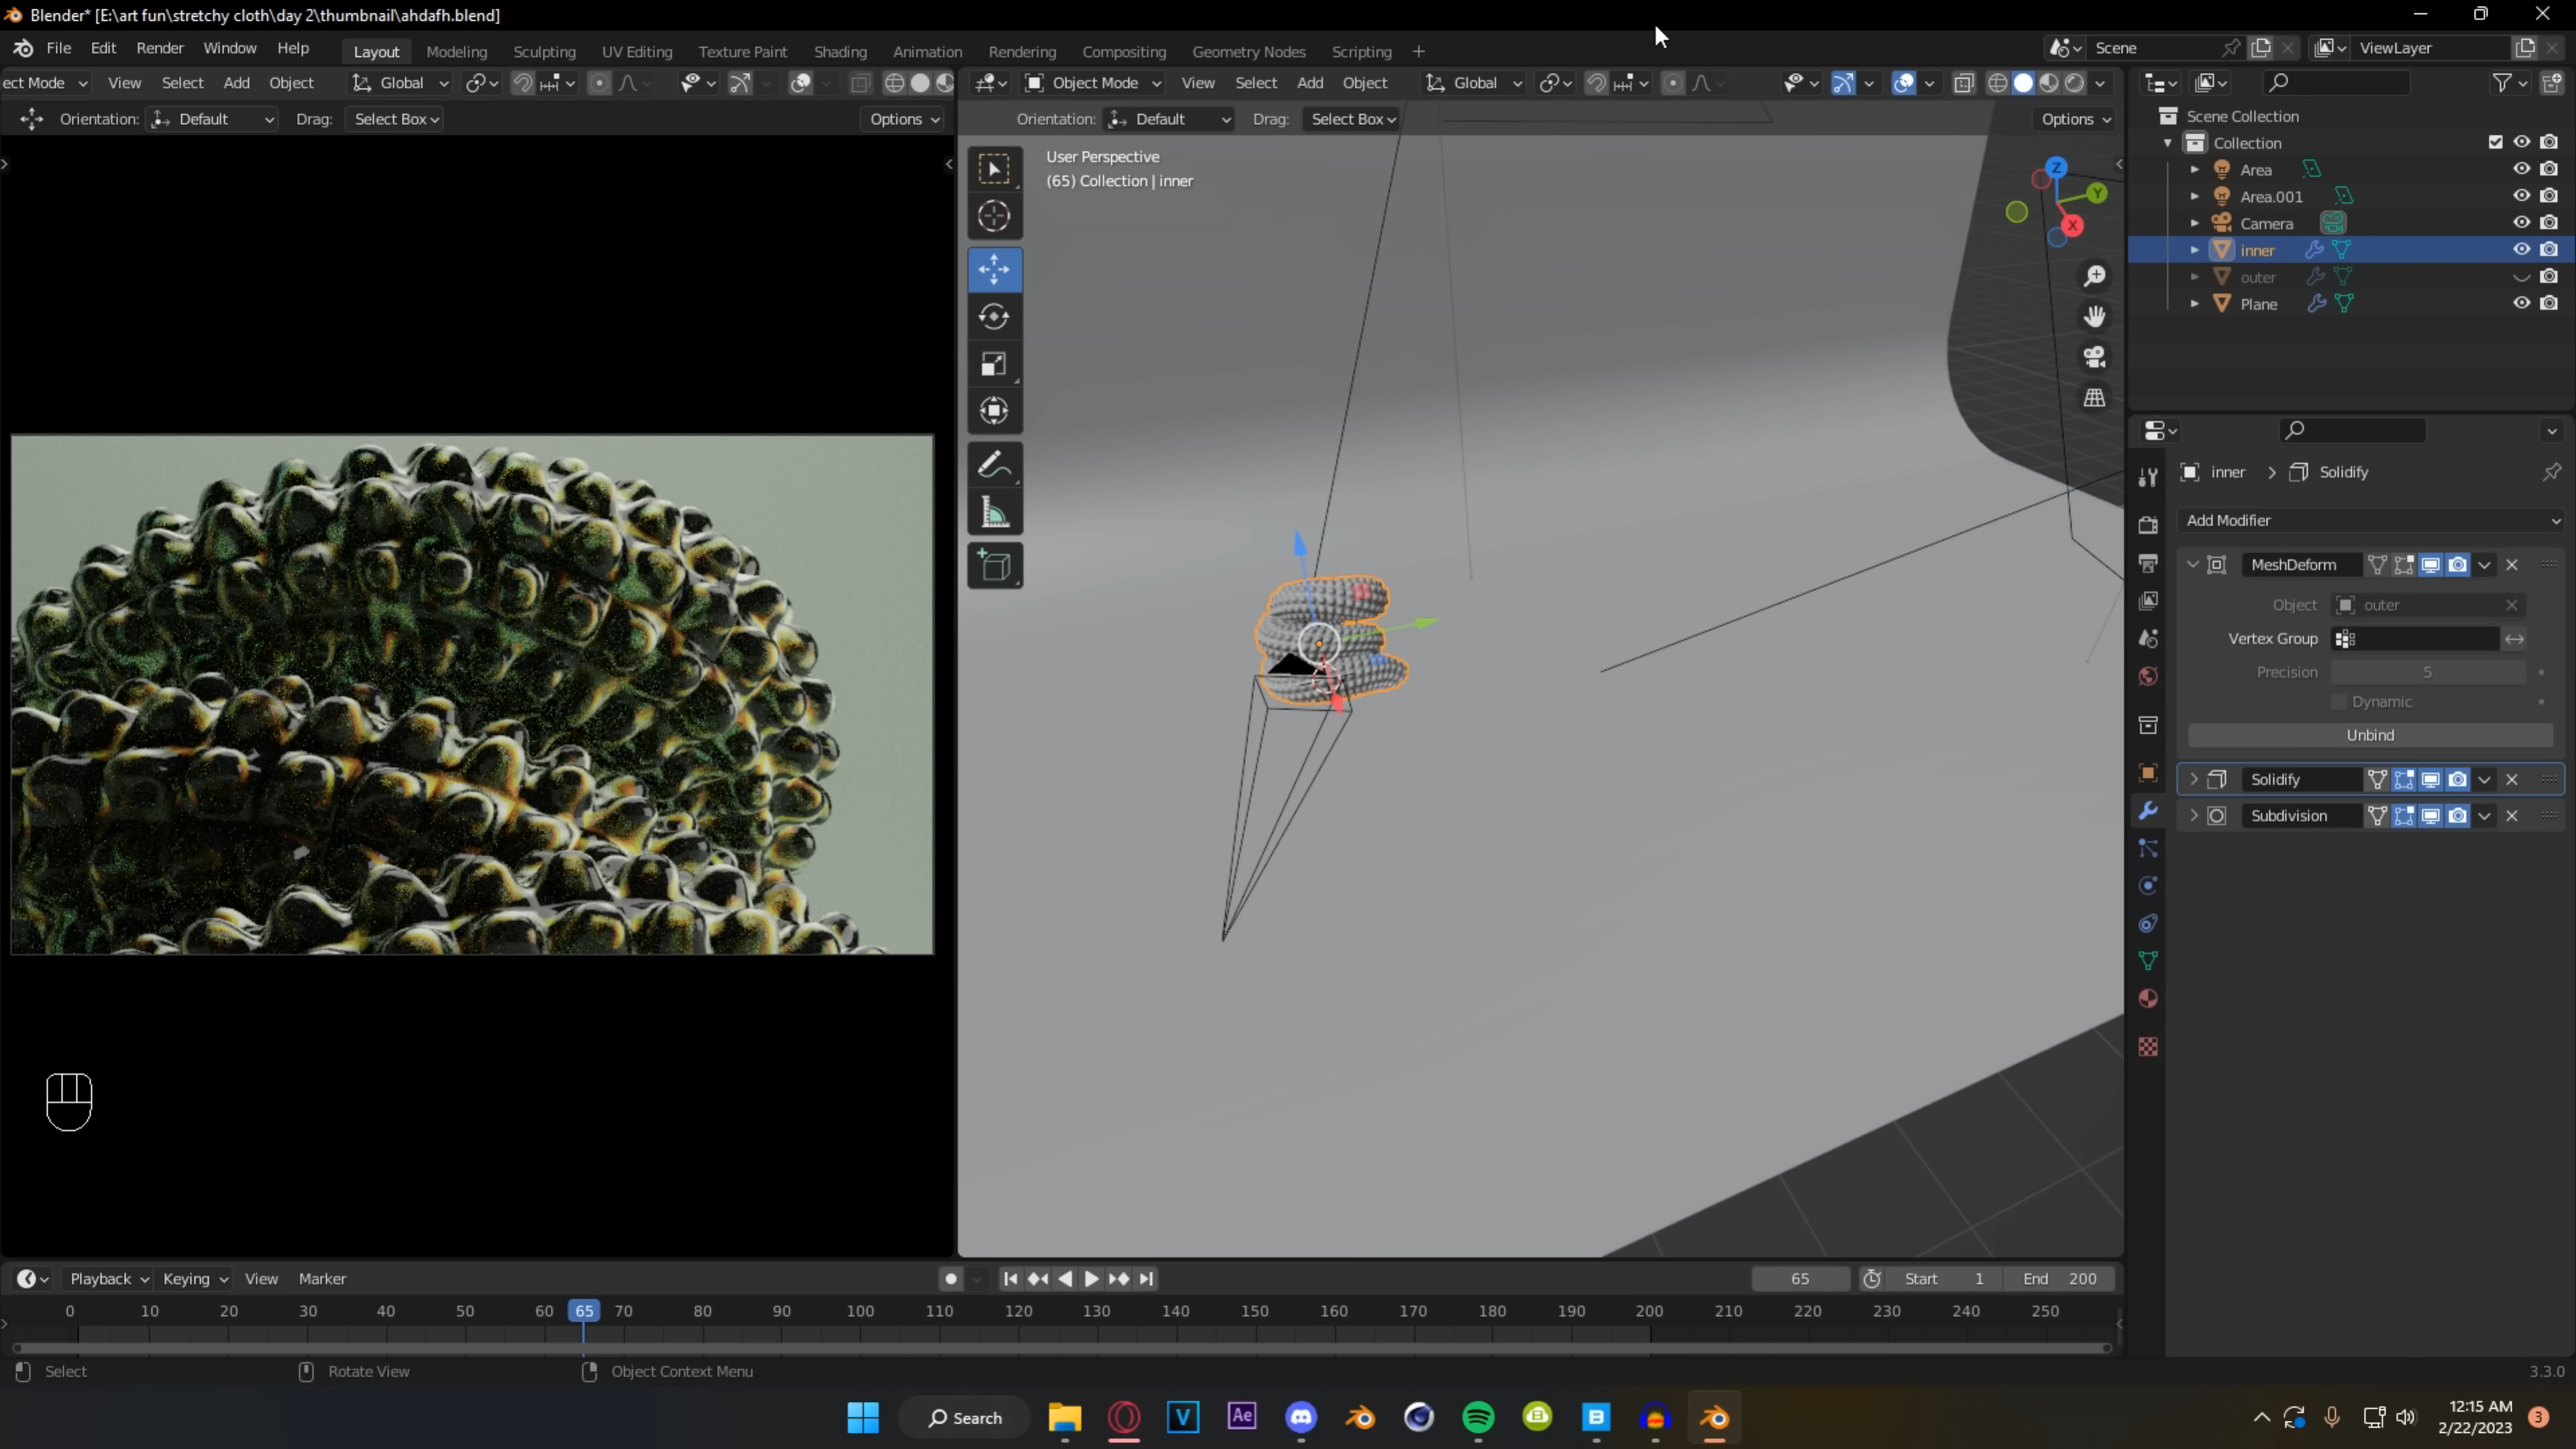 Blender* [E:\art fun\stretchy cloth\day 2\thumbnail\ahdafh.blend]
File Edit Render Window Help Layout Modeling Sculpting UV Editing Texture Paint Shading Animation Rendering Compositing Geometry Nodes Scripting + Scene ViewLayer
ect Mode View Select Add Object Global Object Mode View Select Add Object Global
Orientation: Default Drag: Select Box Options Orientation: Default Drag: Select Box Options
User Perspective
(65) Collection | inner
Z
Y
X
Scene Collection
Collection
Area
Area.001
Camera
inner
outer
Plane
inner > Solidify
Add Modifier
MeshDeform
Object outer
Vertex Group
Precision 5
Dynamic
Unbind
Solidify
Subdivision
Playback Keying View Marker 65 Start 1 End 200
0 10 20 30 40 50 60 65 70 80 90 100 110 120 130 140 150 160 170 180 190 200 210 220 230 240 250
Select Rotate View Object Context Menu 3.3.0
Search V Ae B B 12:15 AM
2/22/2023 3